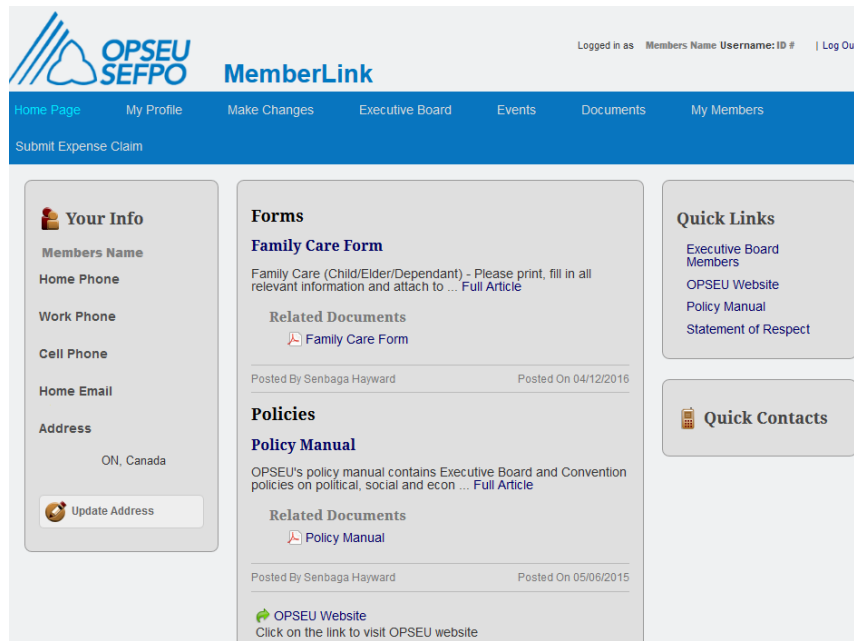 OPSEU
SEFPO
MemberLink
Logged in as Members Name Username: ID # | Log Ou
Home Page My Profile Make Changes Executive Board Events Documents My Members
Submit Expense Claim
Your Info
Members Name
Home Phone
Work Phone
Cell Phone
Home Email
Address
ON, Canada
Update Address
Forms
Family Care Form
Family Care (Child/Elder/Dependant) - Please print, fill in all
relevant information and attach to ... Full Article
Related Documents
Family Care Form
Posted By Senbaga Hayward Posted On 04/12/2016
Policies
Policy Manual
OPSEU's policy manual contains Executive Board and Convention
policies on political, social and econ ... Full Article
Related Documents
Policy Manual
Posted By Senbaga Hayward Posted On 05/06/2015
OPSEU Website
Click on the link to visit OPSEU website
Quick Links
Executive Board
Members
OPSEU Website
Policy Manual
Statement of Respect
Quick Contacts